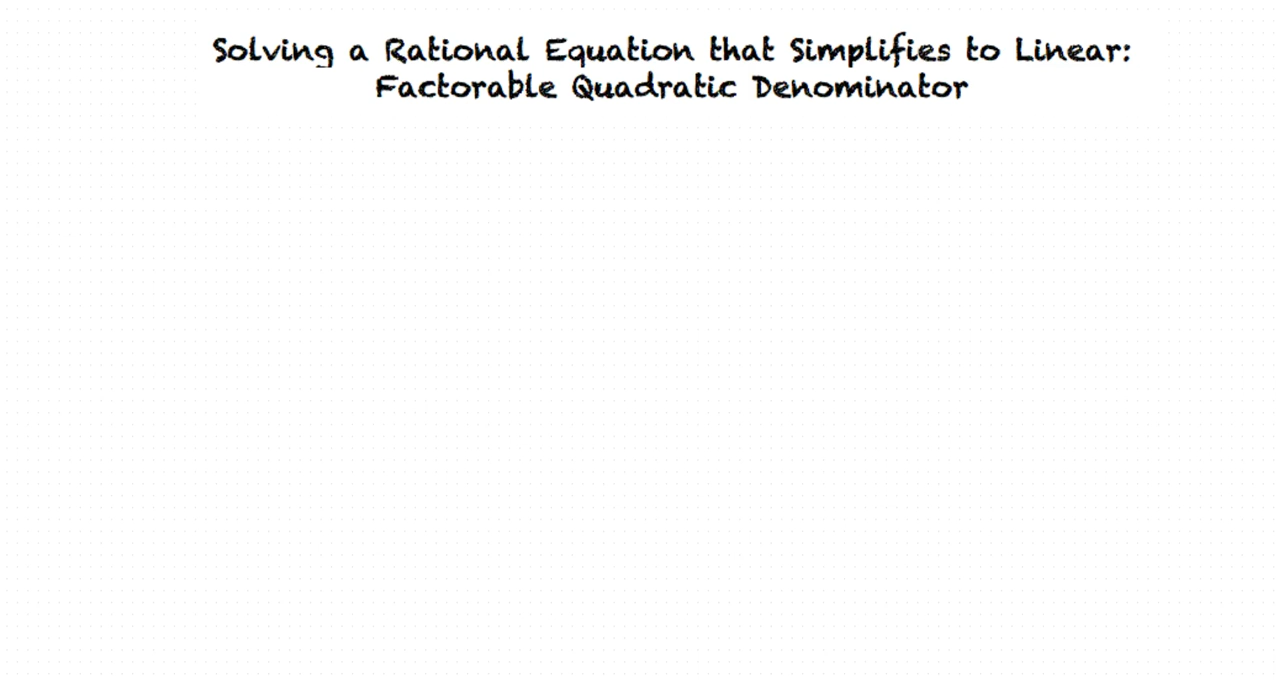 Solving a Rational Equation that Simplifies to Linear:
Factorable Quadratic Denominator